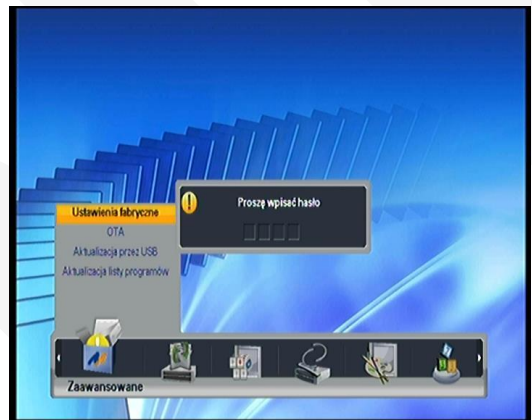 Proszę wpisać hasło
Ustawienia fabryczne
OTA
Aktualizacja przez USB
Aktualizacja listy programów
Zaawansowane